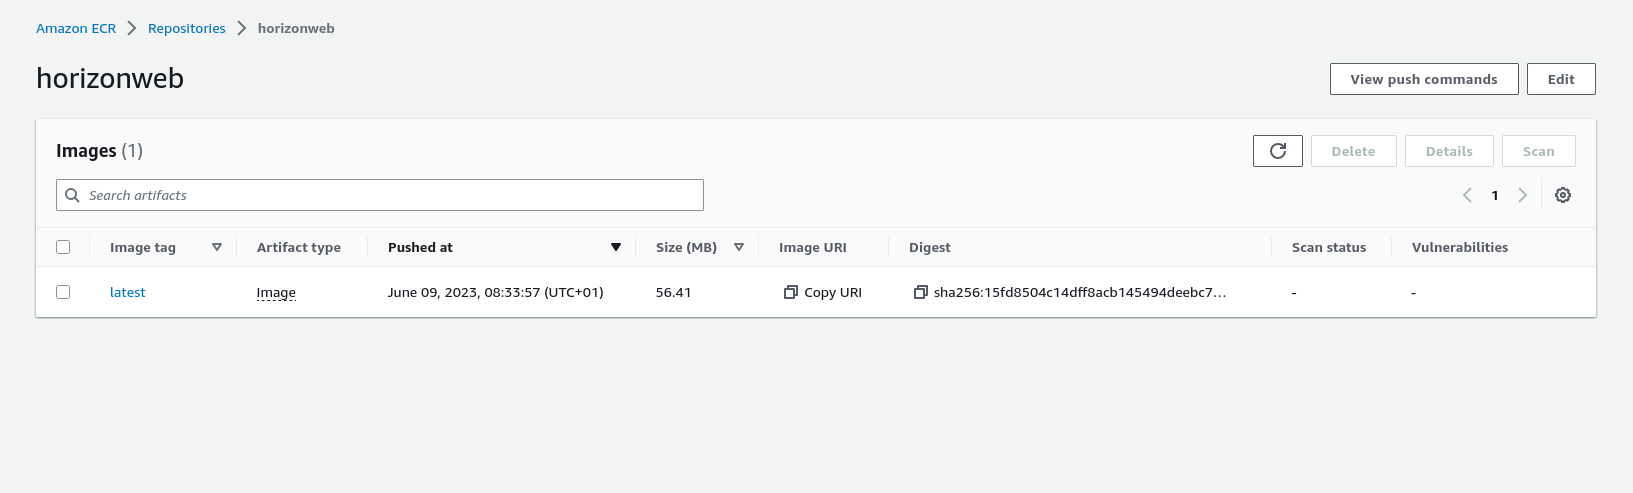 Amazon ECR Repositories horizonweb
horizonweb
View push commands Edit
Images (1)
Delete Details Scan
Search artifacts
1
Image tag Artifact type Pushed at Size (MB) Image URI Digest Scan status Vulnerabilities
latest Image June 09, 2023, 08:33:57 (UTC+01) 56.41 Copy URI sha256:15fd8504c14dff8acb145494deebc7... - -